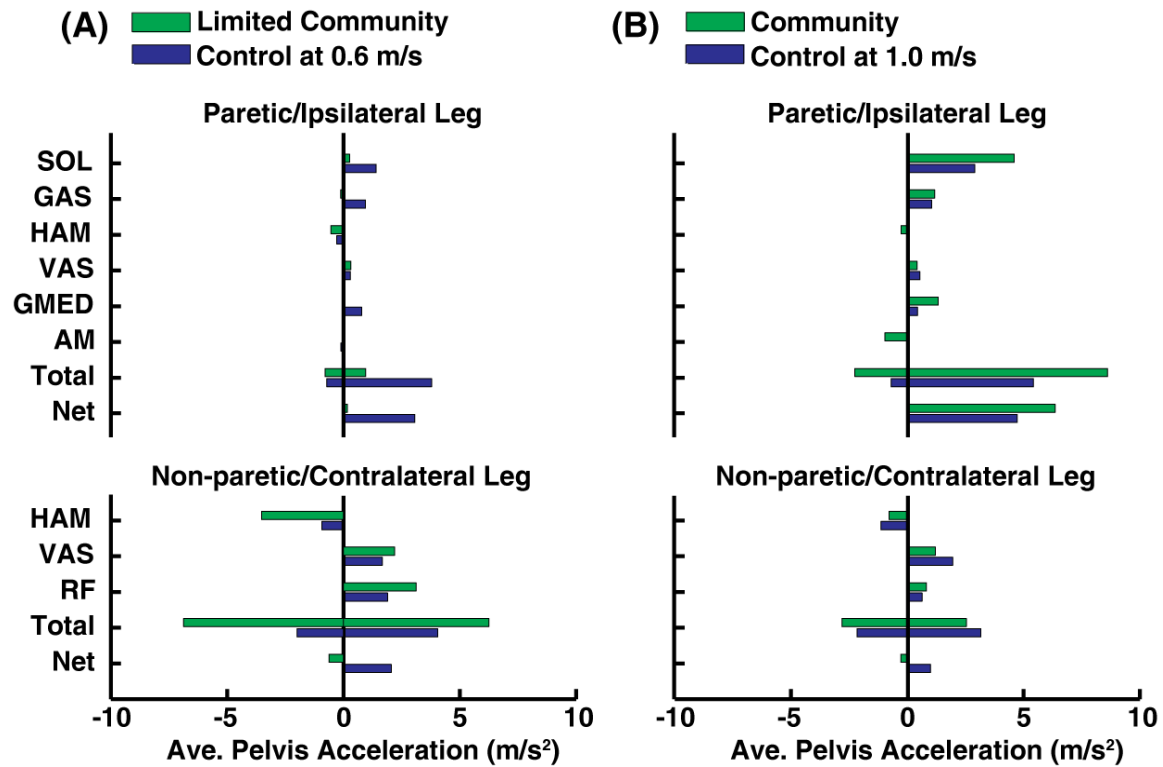 (A)
Limited Community
Control at 0.6 m/s
Paretic/Ipsilateral Leg
SOL
GAS
HAM
VAS
GMED
AM
Total
Net
Non-paretic/Contralateral Leg
HAM
VAS
RF
Total
Net
-10 -5 0 5 10
Ave. Pelvis Acceleration (m/s²)
(B)
Community
Control at 1.0 m/s
Paretic/Ipsilateral Leg
Non-paretic/Contralateral Leg
-10 -5 0 5 10
Ave. Pelvis Acceleration (m/s²)